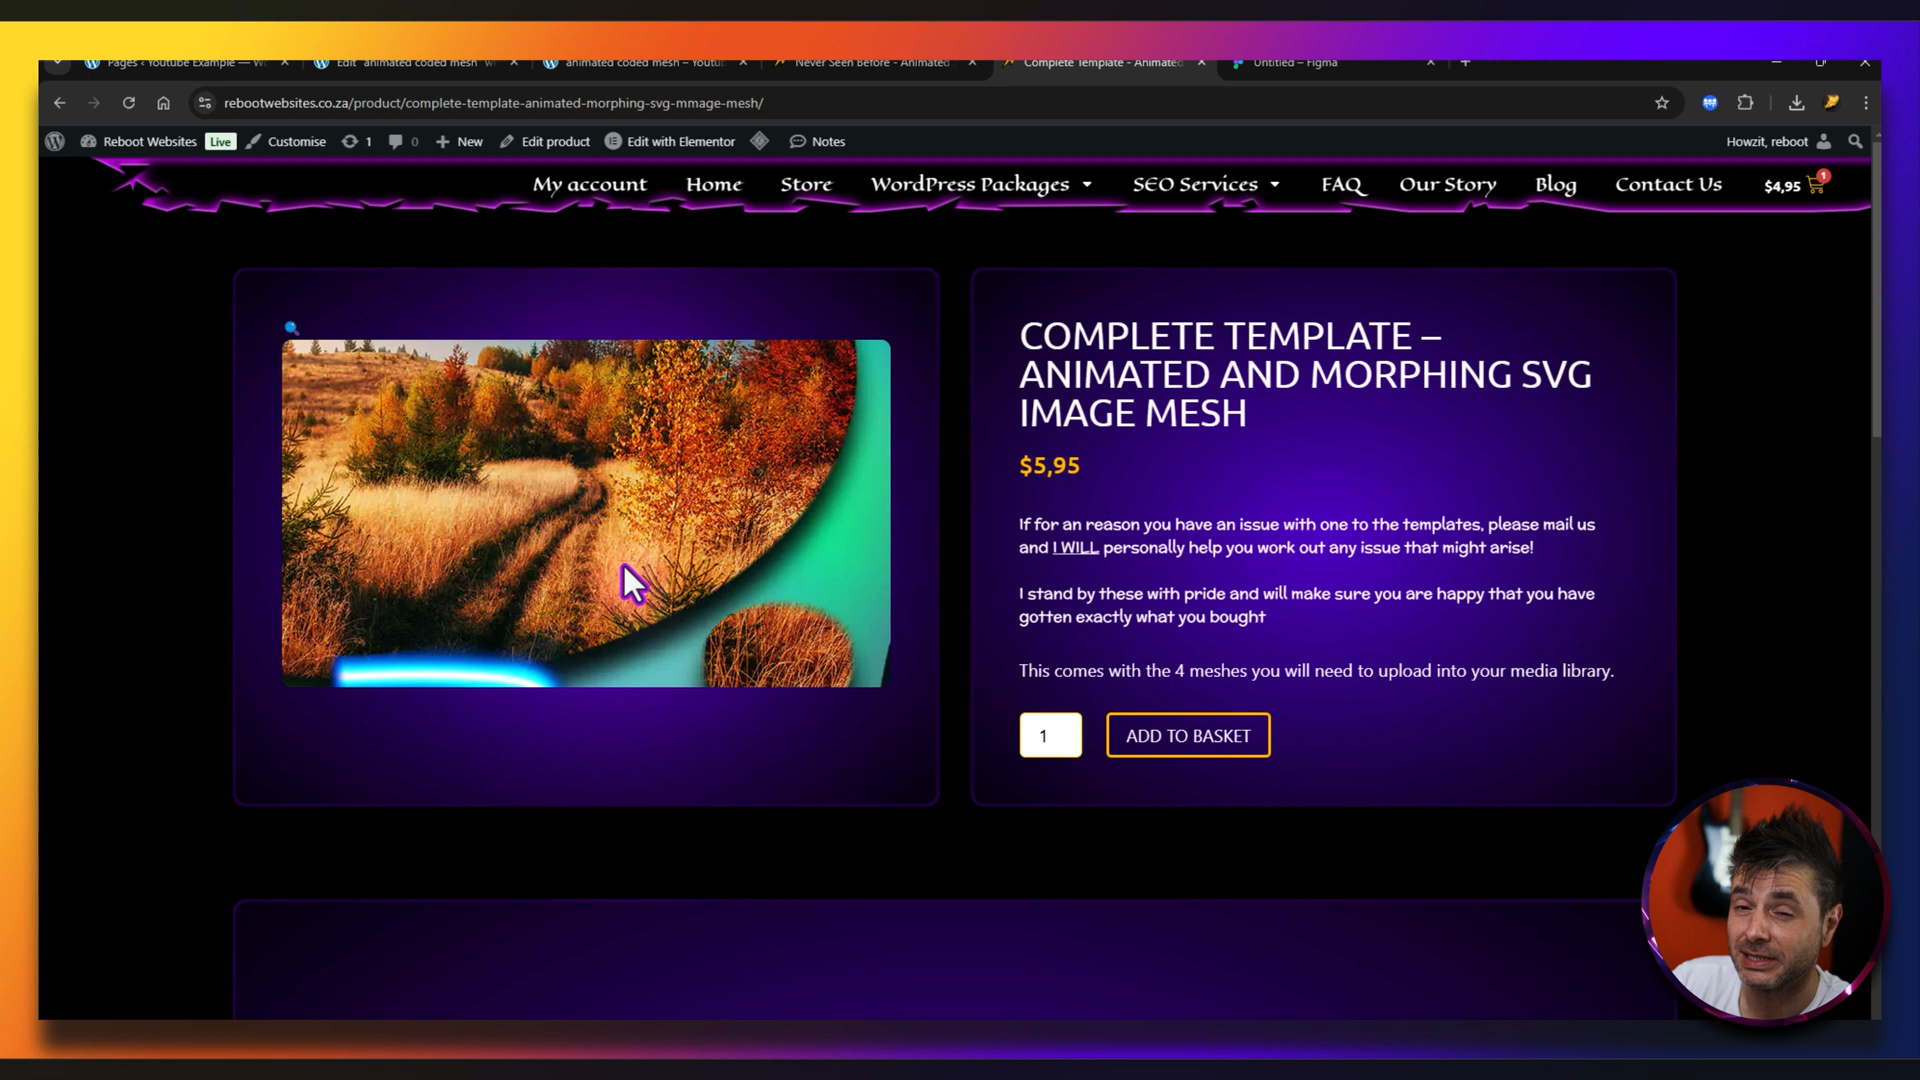 Pages ‹ Youtube Example — W
Edit "animated coded mesh" w
animated coded mesh – Youtu
Never Seen Before - Animated
Complete Template - Animated
Untitled – Figma
rebootwebsites.co.za/product/complete-template-animated-morphing-svg-mmage-mesh/
Reboot Websites Live Customise 1 0 New Edit product Edit with Elementor Notes Howzit, reboot
My account Home Store WordPress Packages SEO Services FAQ Our Story Blog Contact Us $4,95 1
COMPLETE TEMPLATE –
ANIMATED AND MORPHING SVG
IMAGE MESH
$5,95
If for an reason you have an issue with one to the templates, please mail us
and I WILL personally help you work out any issue that might arise!
I stand by these with pride and will make sure you are happy that you have
gotten exactly what you bought
This comes with the 4 meshes you will need to upload into your media library.
1 ADD TO BASKET